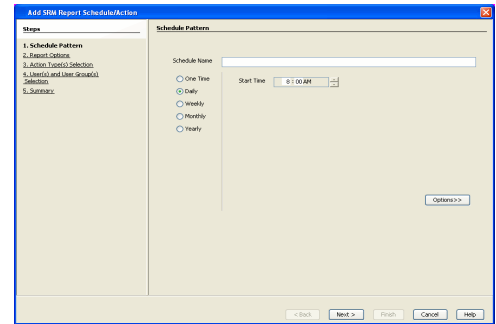 Add SRM Report Schedule/Action
Steps
1. Schedule Pattern
2. Report Options
3. Action Type(s) Selection
4. User(s) and User Group(s)
Selection
5. Summary
Schedule Pattern
Schedule Name
One Time
Daily
Weekly
Monthly
Yearly
Start Time
8 : 00 AM
Options>>
< Back
Next >
Finish
Cancel
Help